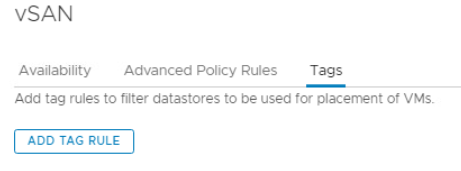 vSAN
Availability Advanced Policy Rules Tags
Add tag rules to filter datastores to be used for placement of VMs.
ADD TAG RULE